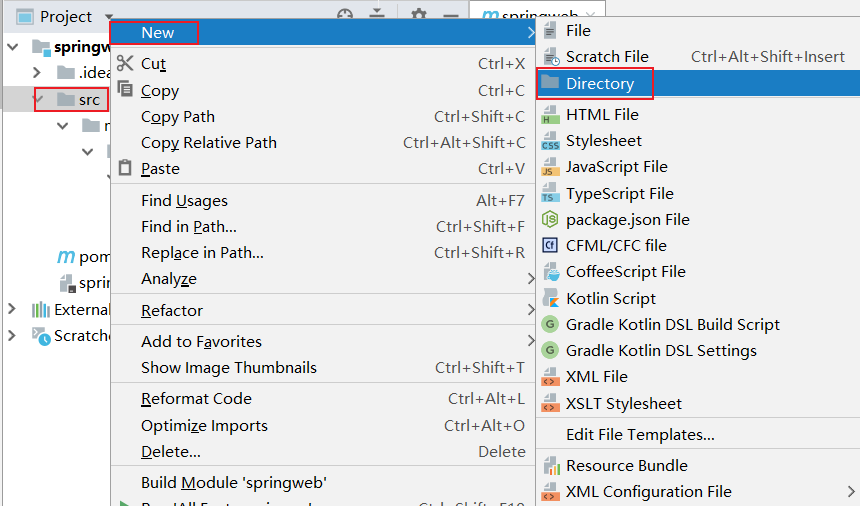 Project
springweb
springw
.idea
src
m
pom
sprin
External
Scratche
New
Cut Ctrl+X
Copy Ctrl+C
Copy Path Ctrl+Shift+C
Copy Relative Path Ctrl+Alt+Shift+C
Paste Ctrl+V
Find Usages Alt+F7
Find in Path... Ctrl+Shift+F
Replace in Path... Ctrl+Shift+R
Analyze
Refactor
Add to Favorites
Show Image Thumbnails Ctrl+Shift+T
Reformat Code Ctrl+Alt+L
Optimize Imports Ctrl+Alt+O
Delete... Delete
Build Module 'springweb'
File
Scratch File Ctrl+Alt+Shift+Insert
Directory
HTML File
Stylesheet
JavaScript File
TypeScript File
package.json File
CFML/CFC file
CoffeeScript File
Kotlin Script
Gradle Kotlin DSL Build Script
Gradle Kotlin DSL Settings
XML File
XSLT Stylesheet
Edit File Templates...
Resource Bundle
XML Configuration File